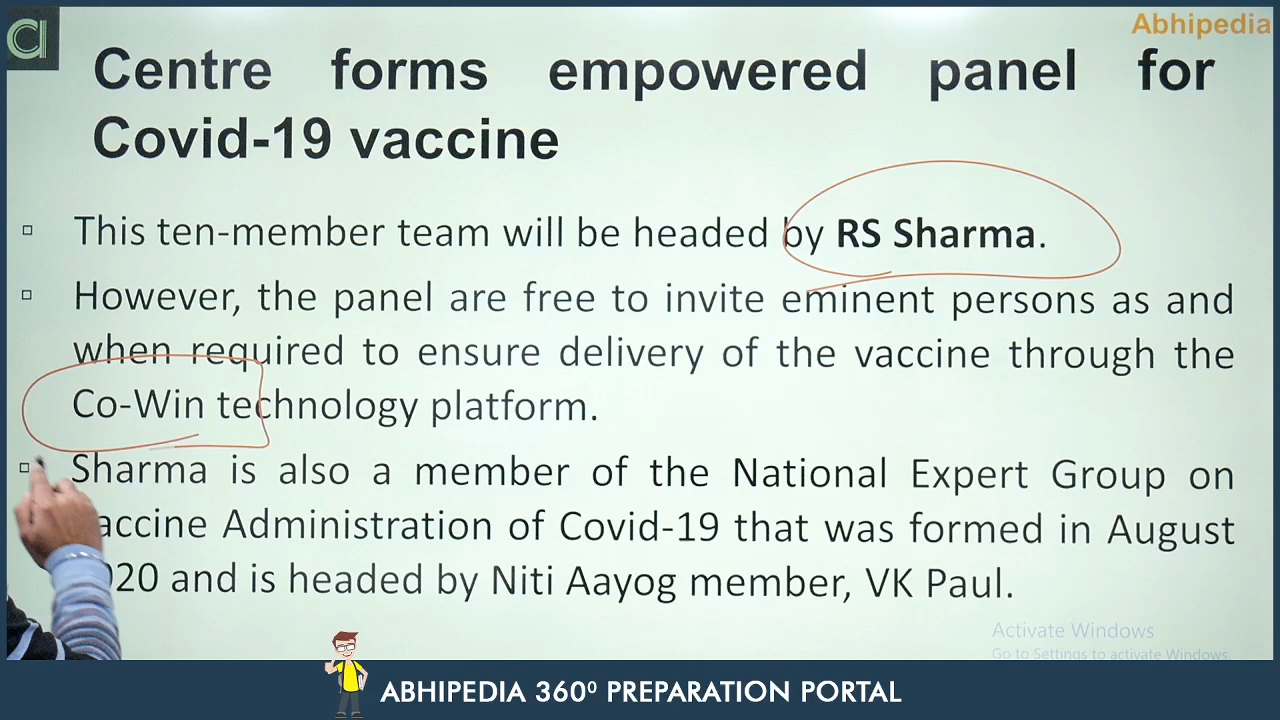 Abhipedia
Centre forms empowered panel for
Covid-19 vaccine
This ten-member team will be headed by RS Sharma.
However, the panel are free to invite eminent persons as and
when required to ensure delivery of the vaccine through the
Co-Win technology platform.
Sharma is also a member of the National Expert Group on
accine Administration of Covid-19 that was formed in August
20 and is headed by Niti Aayog member, VK Paul.
Activate Windows
Go to Settings to activate Windows.
ABHIPEDIA 360⁰ PREPARATION PORTAL